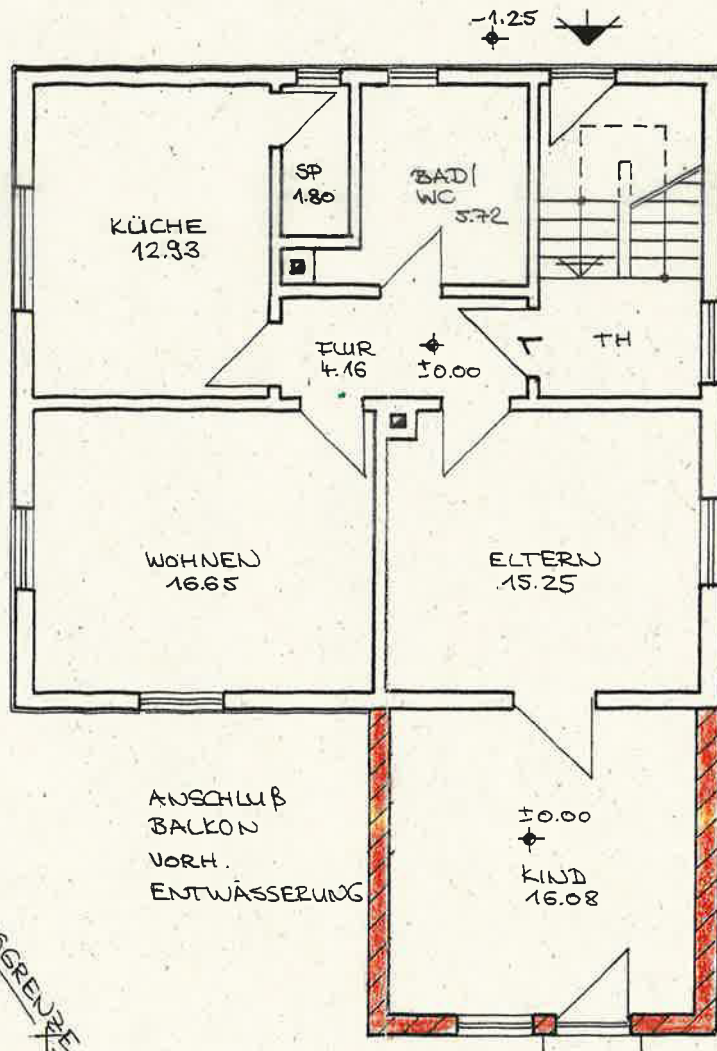 -1.25
SP
1.80
BAD/
WC
5.72
KÜCHE
12.93
FLUR
4.16
±0.00
TH
WOHNEN
16.65
ELTERN
15.25
ANSCHLUß
BALKON
VORH.
ENTWÄSSERUNG
±0.00
KIND
16.08